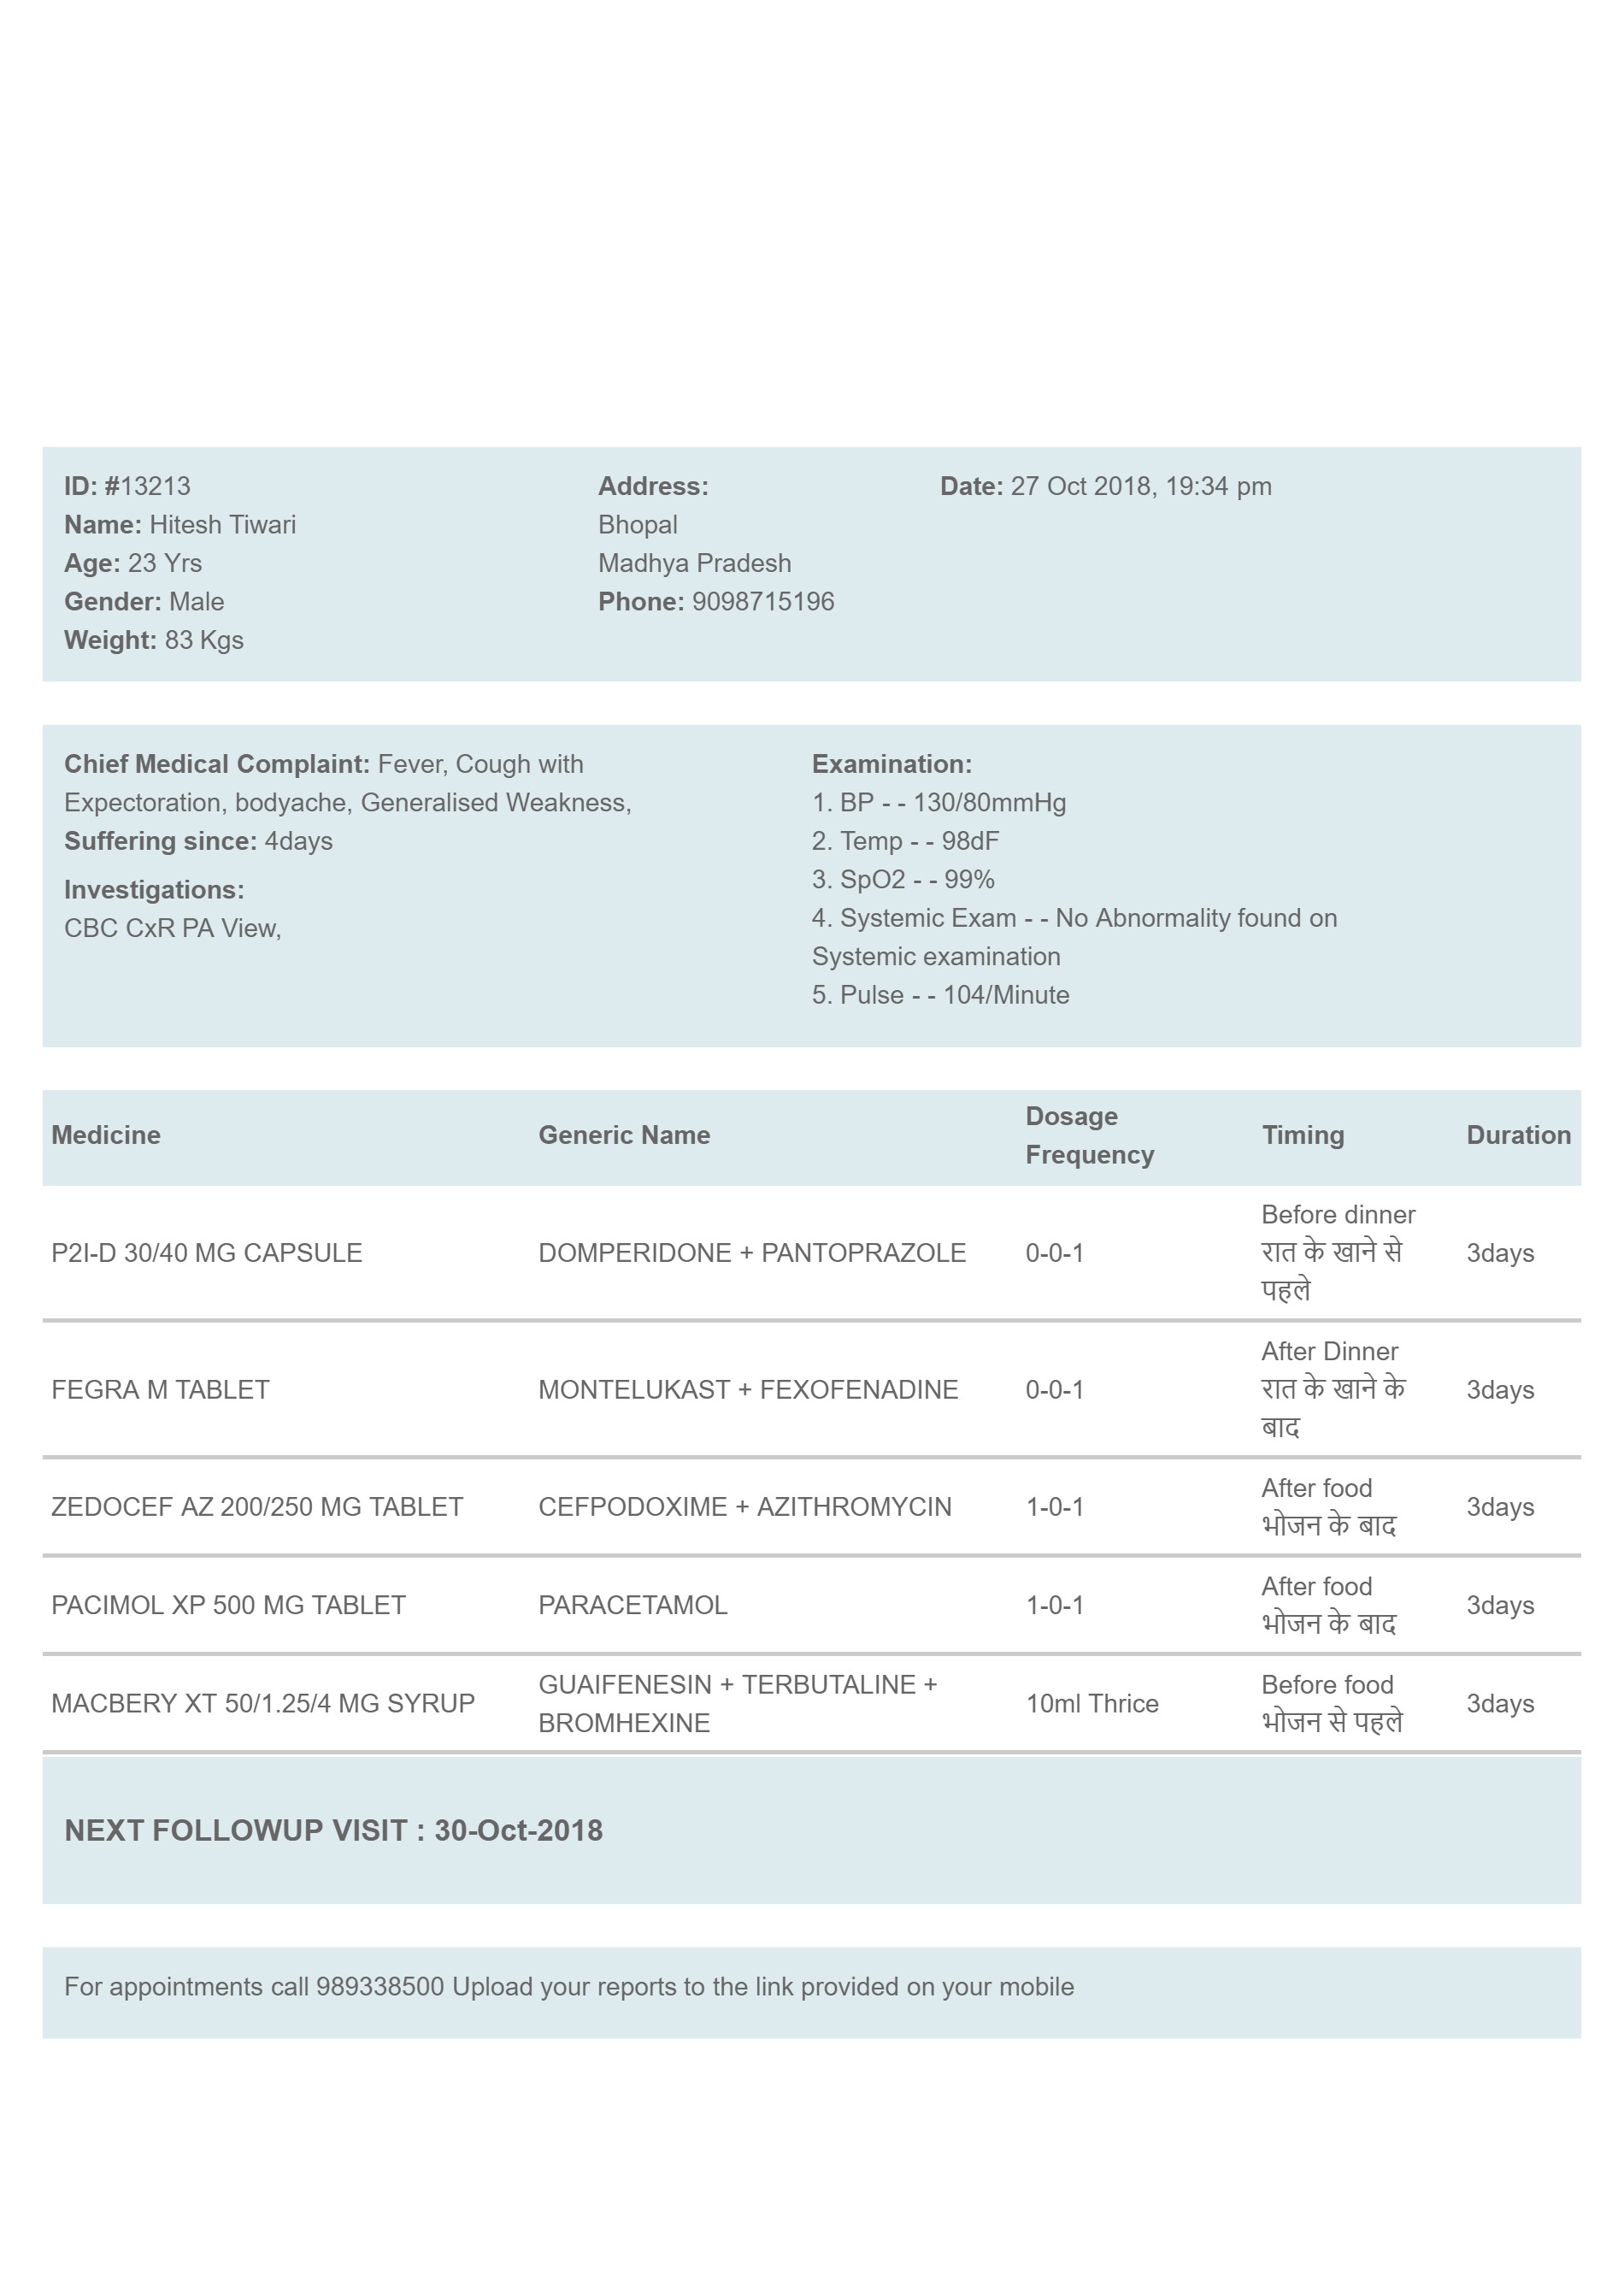 ID: #13213
Name: Hitesh Tiwari
Age: 23 Yrs
Gender: Male
Weight: 83 Kgs
Address:
Bhopal
Madhya Pradesh
Phone: 9098715196
Date: 27 Oct 2018, 19:34 pm
Chief Medical Complaint: Fever, Cough with
Expectoration, bodyache, Generalised Weakness,
Suffering since: 4days
Investigations:
CBC CxR PA View,
Examination:
1. BP - - 130/80mmHg
2. Temp - - 98dF
3. SpO2 - - 99%
4. Systemic Exam - - No Abnormality found on
Systemic examination
5. Pulse - - 104/Minute
Medicine Generic Name Dosage Frequency Timing Duration
P2I-D 30/40 MG CAPSULE DOMPERIDONE + PANTOPRAZOLE 0-0-1 Before dinner 3days
रात के खाने से
पहले
FEGRA M TABLET MONTELUKAST + FEXOFENADINE 0-0-1 After Dinner 3days
रात के खाने के
बाद
ZEDOCEF AZ 200/250 MG TABLET CEFPODOXIME + AZITHROMYCIN 1-0-1 After food 3days
भोजन के बाद
PACIMOL XP 500 MG TABLET PARACETAMOL 1-0-1 After food 3days
भोजन के बाद
MACBERY XT 50/1.25/4 MG SYRUP GUAIFENESIN + TERBUTALINE + BROMHEXINE 10ml Thrice Before food 3days
भोजन से पहले
NEXT FOLLOWUP VISIT : 30-Oct-2018
For appointments call 989338500 Upload your reports to the link provided on your mobile